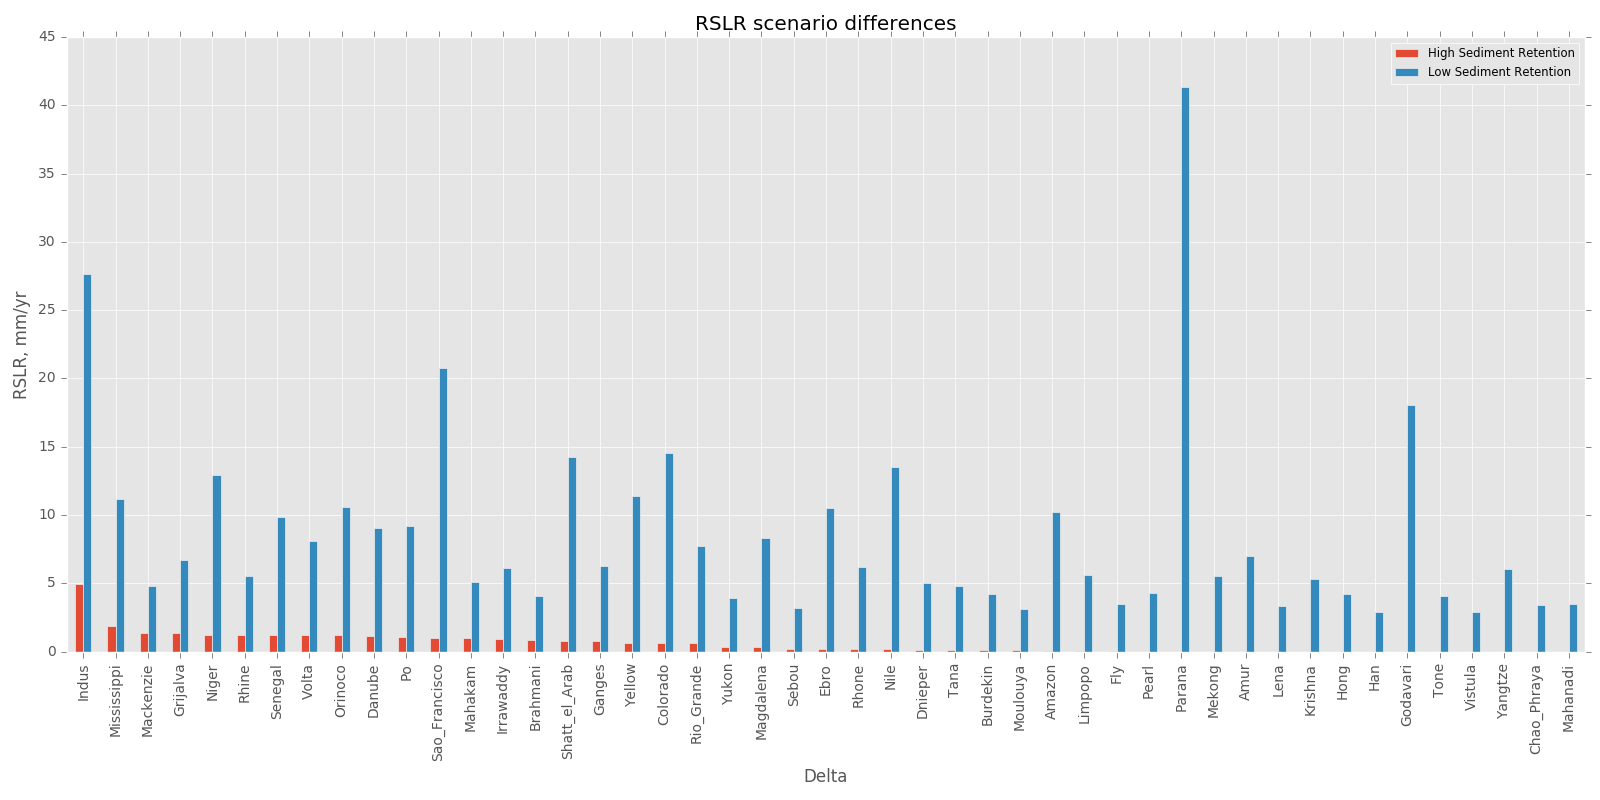 RSLR scenario differences
High Sediment Retention
Low Sediment Retention
RSLR, mm/yr
45
40
35
30
25
20
15
10
5
0
Indus
Mississippi
Mackenzie
Grijalva
Niger
Rhine
Senegal
Volta
Orinoco
Danube
Po
Sao_Francisco
Mahakam
Irrawaddy
Brahmani
Shatt_el_Arab
Ganges
Yellow
Colorado
Rio_Grande
Yukon
Magdalena
Sebou
Ebro
Rhone
Nile
Dnieper
Tana
Burdekin
Moulouya
Amazon
Limpopo
Fly
Pearl
Parana
Mekong
Amur
Lena
Krishna
Hong
Han
Godavari
Tone
Vistula
Yangtze
Chao_Phraya
Mahanadi
Delta